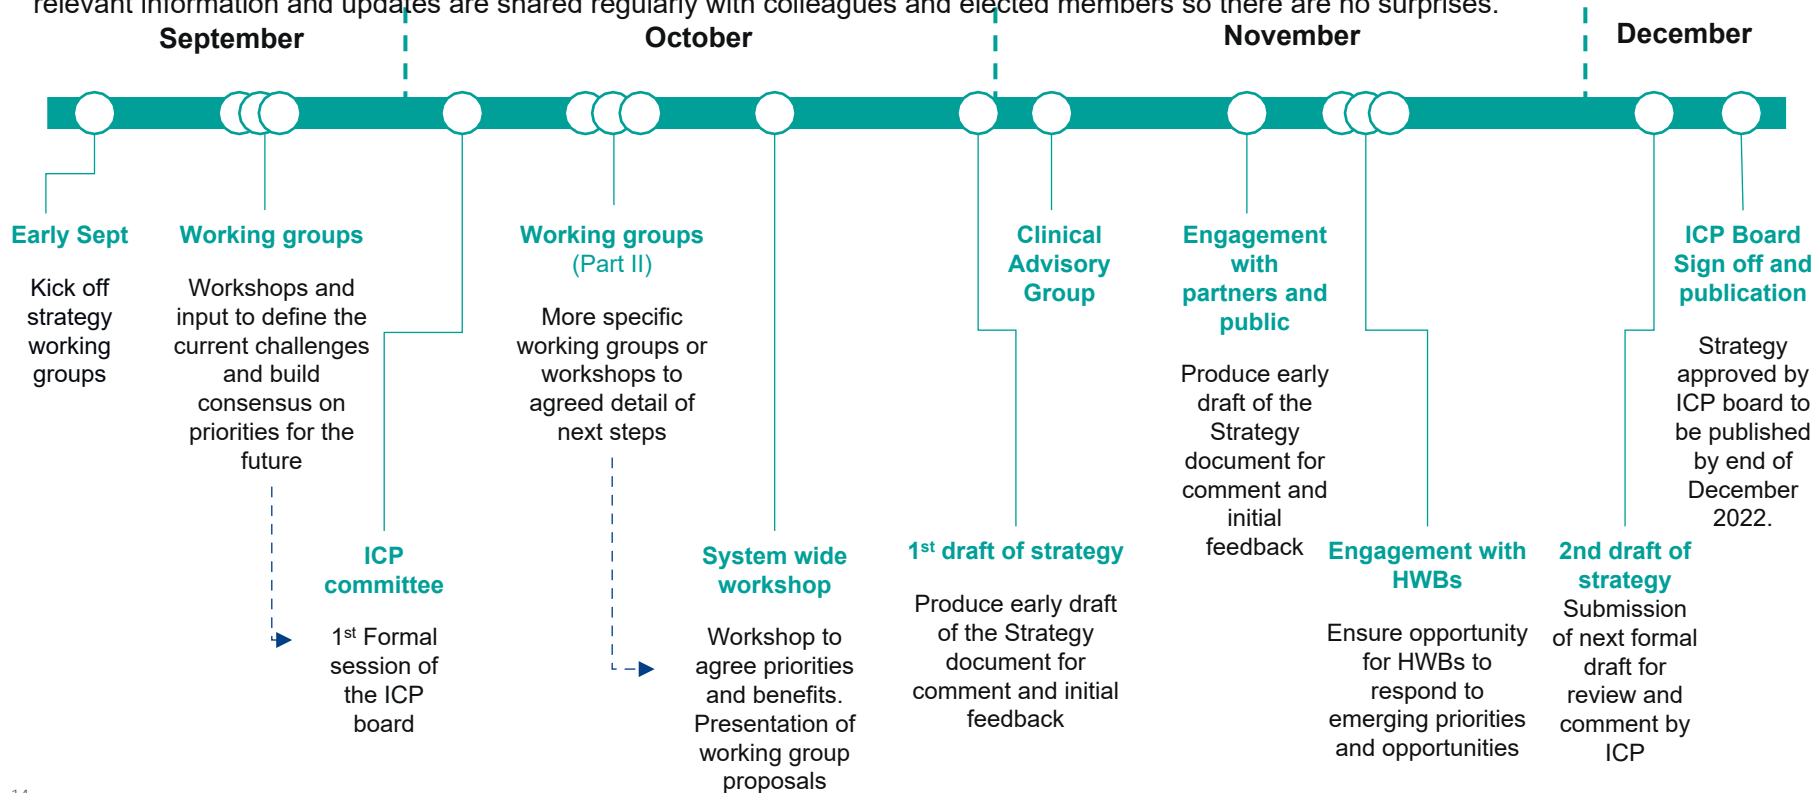 relevant information and updates are shared regularly with colleagues and elected members so there are no surprises.
September
October
November
December
Early Sept
Kick off
strategy
working
groups
Working groups
Workshops and
input to define the
current challenges
and build
consensus on
priorities for the
future
ICP
committee
1st Formal
session of
the ICP
board
Working groups
(Part II)
More specific
working groups or
workshops to
agreed detail of
next steps
System wide
workshop
Workshop to
agree priorities
and benefits.
Presentation of
working group
proposals
1st draft of strategy
Produce early draft
of the Strategy
document for
comment and initial
feedback
Clinical
Advisory
Group
Engagement
with
partners and
public
Produce early
draft of the
Strategy
document for
comment and
initial
feedback
Engagement with
HWBs
Ensure opportunity
for HWBs to
respond to
emerging priorities
and opportunities
2nd draft of
strategy
Submission
of next formal
draft for
review and
comment by
ICP
ICP Board
Sign off and
publication
Strategy
approved by
ICP board to
be published
by end of
December
2022.
14